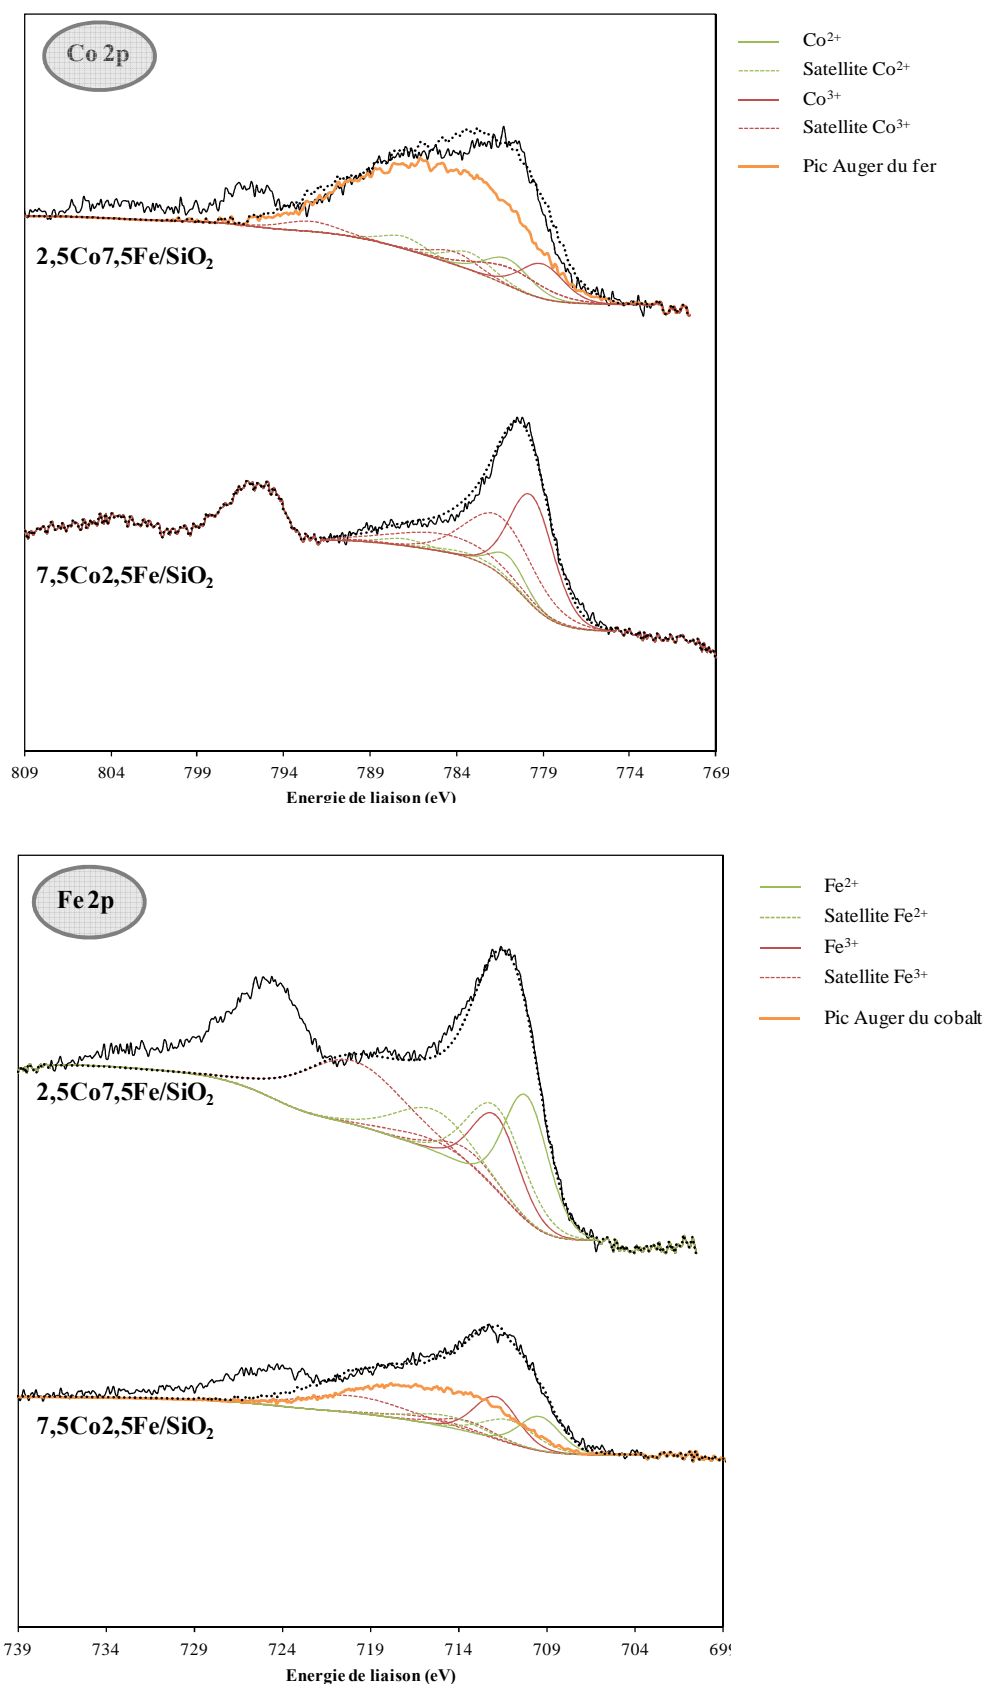 Co 2p
Co²⁺
Satellite Co²⁺
Co³⁺
Satellite Co³⁺
Pic Auger du fer
2,5Co7,5Fe/SiO₂
7,5Co2,5Fe/SiO₂
809 804 799 794 789 784 779 774 769
Energie de liaison (eV)
Fe 2p
Fe²⁺
Satellite Fe²⁺
Fe³⁺
Satellite Fe³⁺
Pic Auger du cobalt
2,5Co7,5Fe/SiO₂
7,5Co2,5Fe/SiO₂
739 734 729 724 719 714 709 704 699
Energie de liaison (eV)